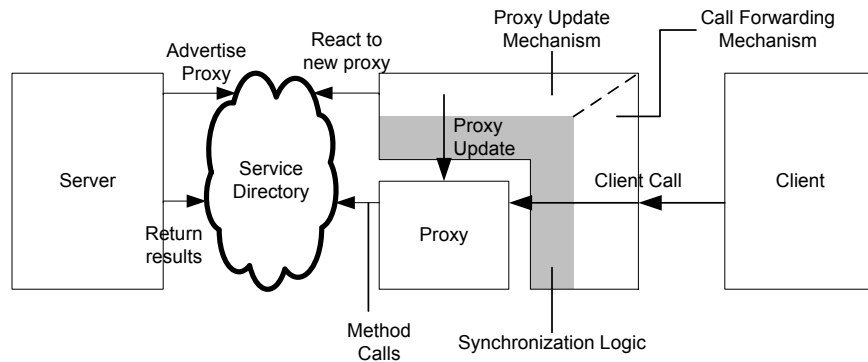 Advertise
Proxy
React to
new proxy
Proxy Update
Mechanism
Call Forwarding
Mechanism
Server
Service
Directory
Proxy
Update
Client Call
Client
Proxy
Return
results
Method
Calls
Synchronization Logic